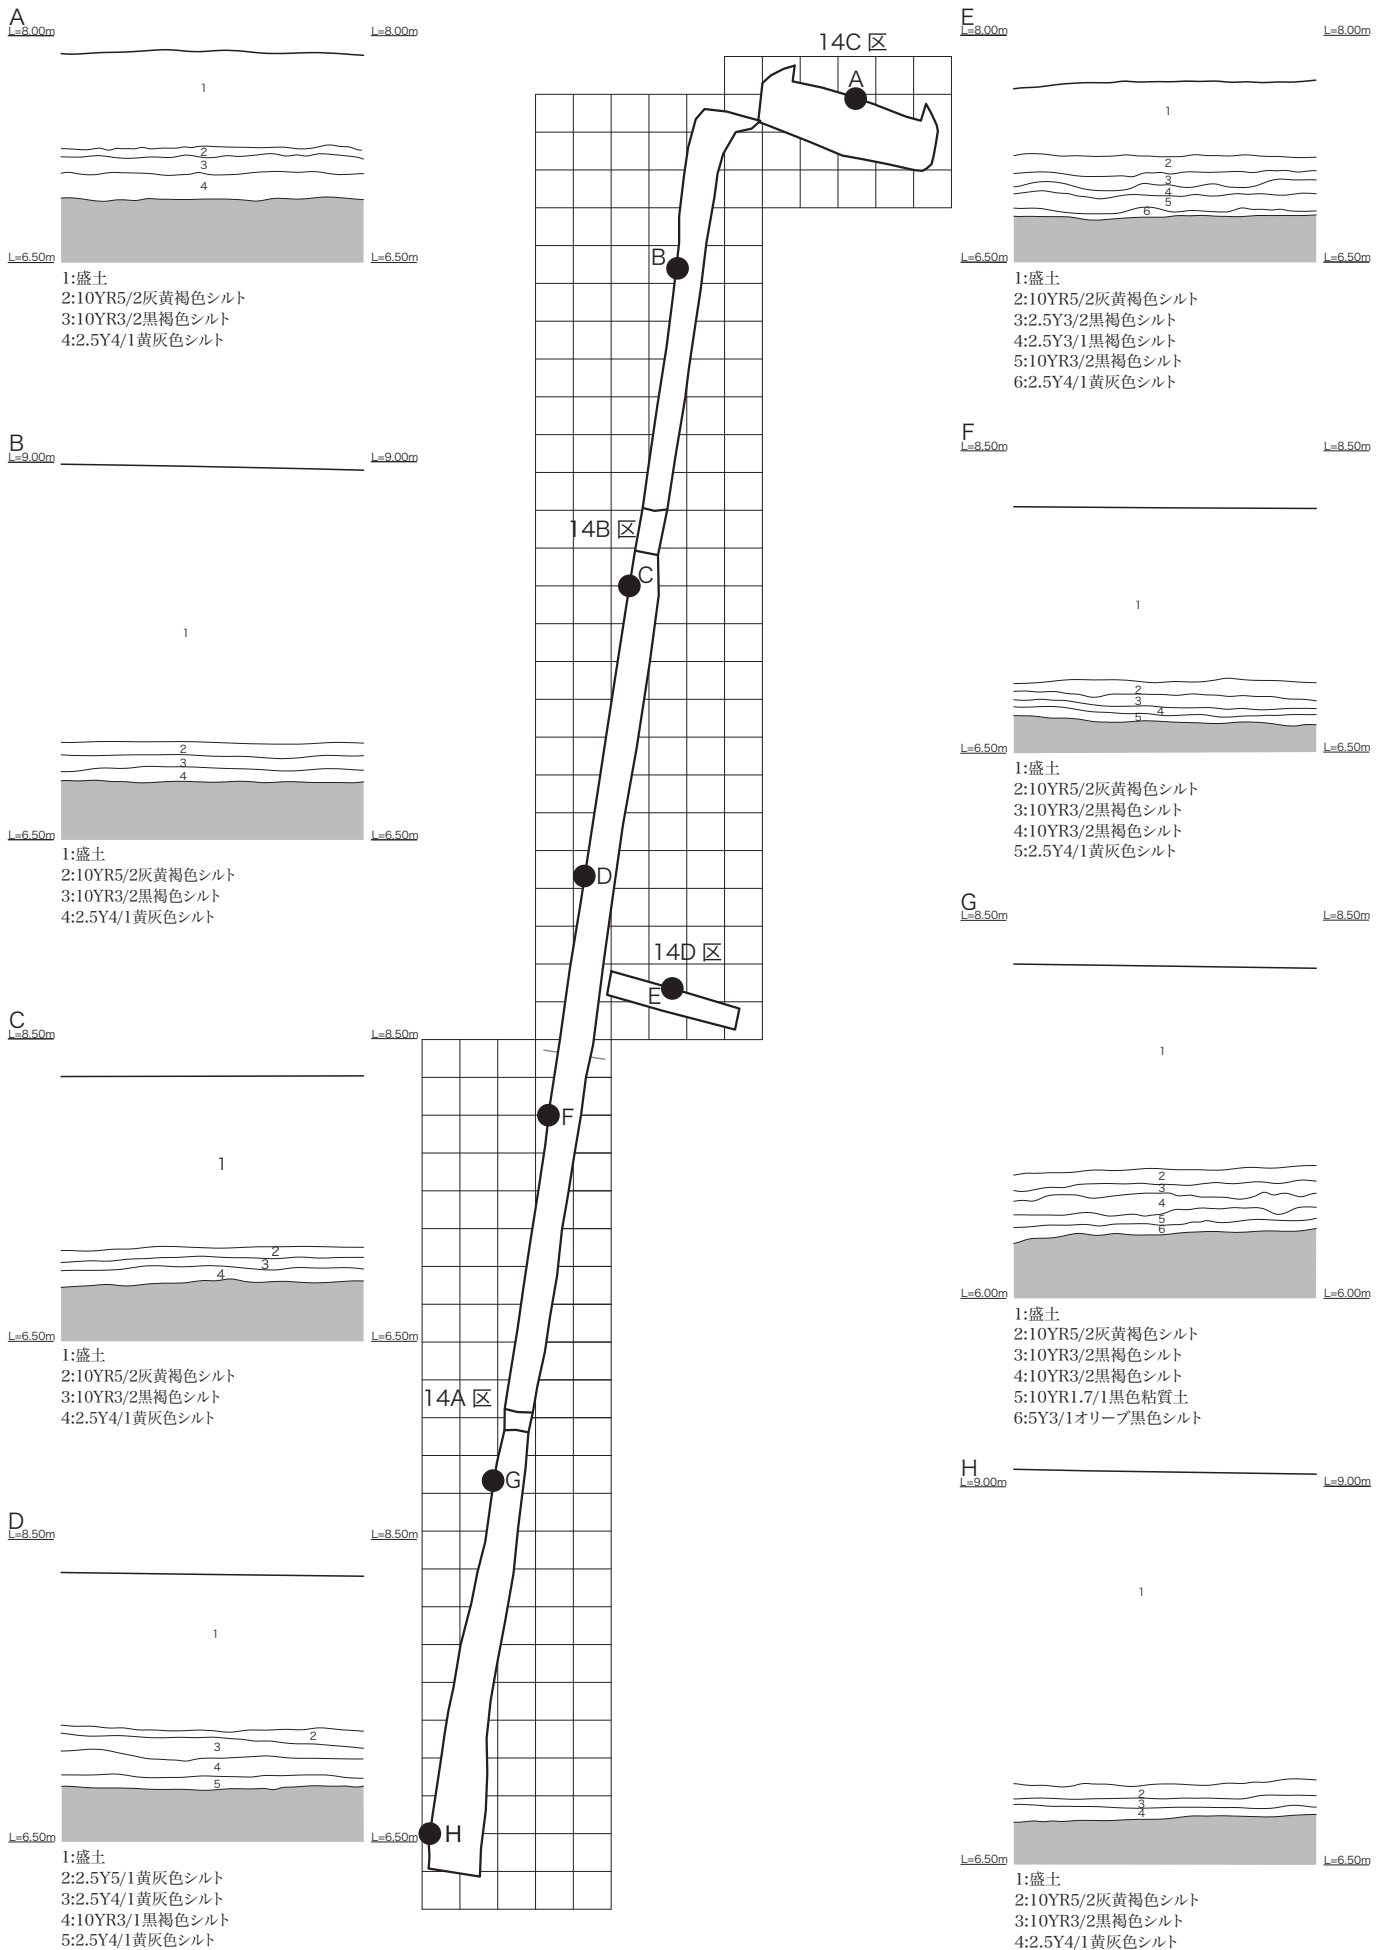 A
L=8.00m
L=8.00m
1
2
3
4
L=6.50m
L=6.50m
1:盛土
2:10YR5/2灰黄褐色シルト
3:10YR3/2黒褐色シルト
4:2.5Y4/1黄灰色シルト
B
L=9.00m
L=9.00m
1
2
3
4
L=6.50m
L=6.50m
1:盛土
2:10YR5/2灰黄褐色シルト
3:10YR3/2黒褐色シルト
4:2.5Y4/1黄灰色シルト
C
L=8.50m
L=8.50m
1
2
3
4
L=6.50m
L=6.50m
1:盛土
2:10YR5/2灰黄褐色シルト
3:10YR3/2黒褐色シルト
4:2.5Y4/1黄灰色シルト
D
L=8.50m
L=8.50m
1
2
3
4
5
L=6.50m
L=6.50m
1:盛土
2:2.5Y5/1黄灰色シルト
3:2.5Y4/1黄灰色シルト
4:10YR3/1黒褐色シルト
5:2.5Y4/1黄灰色シルト
14C 区
A
B
14B 区
C
D
14D 区
E
F
14A 区
G
H
E
L=8.00m
L=8.00m
1
2
3
4
5
6
L=6.50m
L=6.50m
1:盛土
2:10YR5/2灰黄褐色シルト
3:2.5Y3/2黒褐色シルト
4:2.5Y3/1黒褐色シルト
5:10YR3/2黒褐色シルト
6:2.5Y4/1黄灰色シルト
F
L=8.50m
L=8.50m
1
2
3
4
5
L=6.50m
L=6.50m
1:盛土
2:10YR5/2灰黄褐色シルト
3:10YR3/2黒褐色シルト
4:10YR3/2黒褐色シルト
5:2.5Y4/1黄灰色シルト
G
L=8.50m
L=8.50m
1
2
3
4
5
6
L=6.00m
L=6.00m
1:盛土
2:10YR5/2灰黄褐色シルト
3:10YR3/2黒褐色シルト
4:10YR3/2黒褐色シルト
5:10YR1.7/1黒色粘質土
6:5Y3/1オリーブ黒色シルト
H
L=9.00m
L=9.00m
1
2
3
4
L=6.50m
L=6.50m
1:盛土
2:10YR5/2灰黄褐色シルト
3:10YR3/2黒褐色シルト
4:2.5Y4/1黄灰色シルト